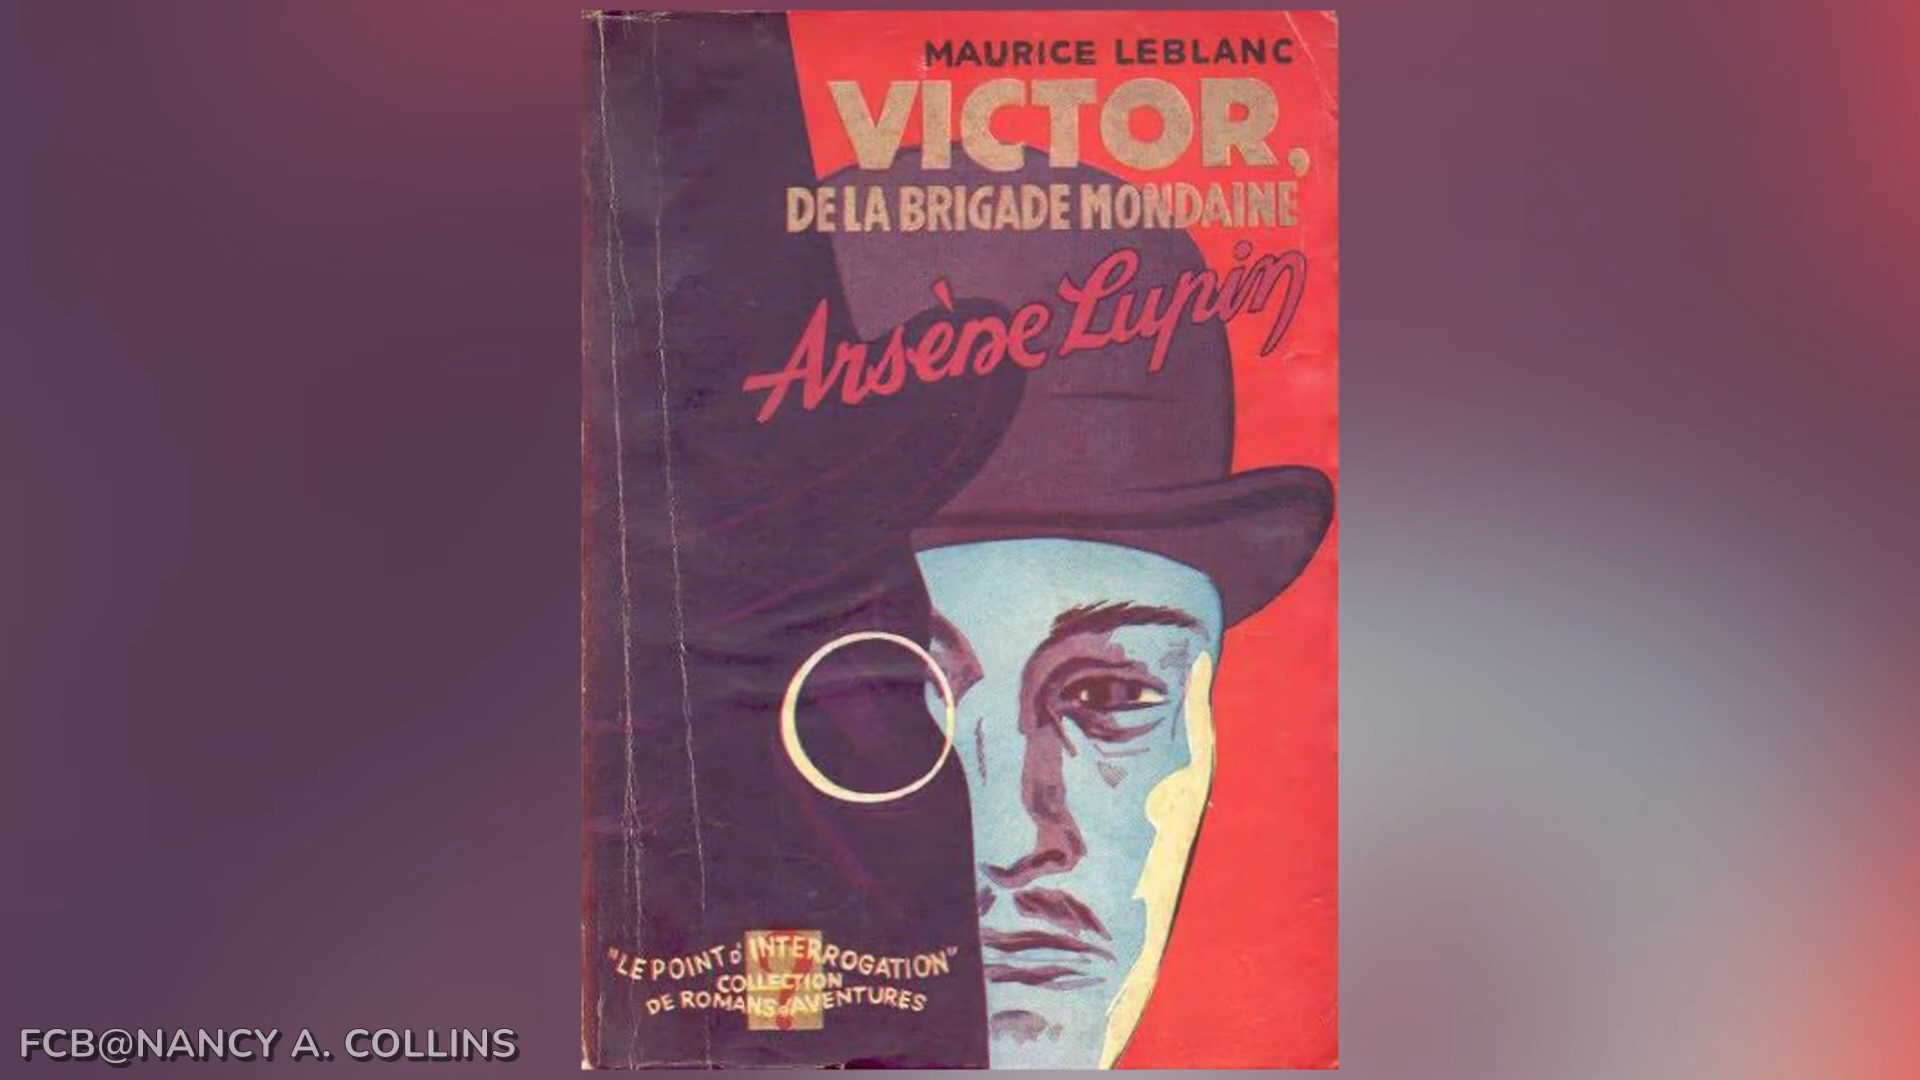 MAURICE LEBLANC
VICTOR,
DE LA BRIGADE MONDAINE
Arsène Lupin
"LE POINT d'INTERROGATION"
COLLECTION
DE ROMANS d'AVENTURES
?
FCB@NANCY A. COLLINS